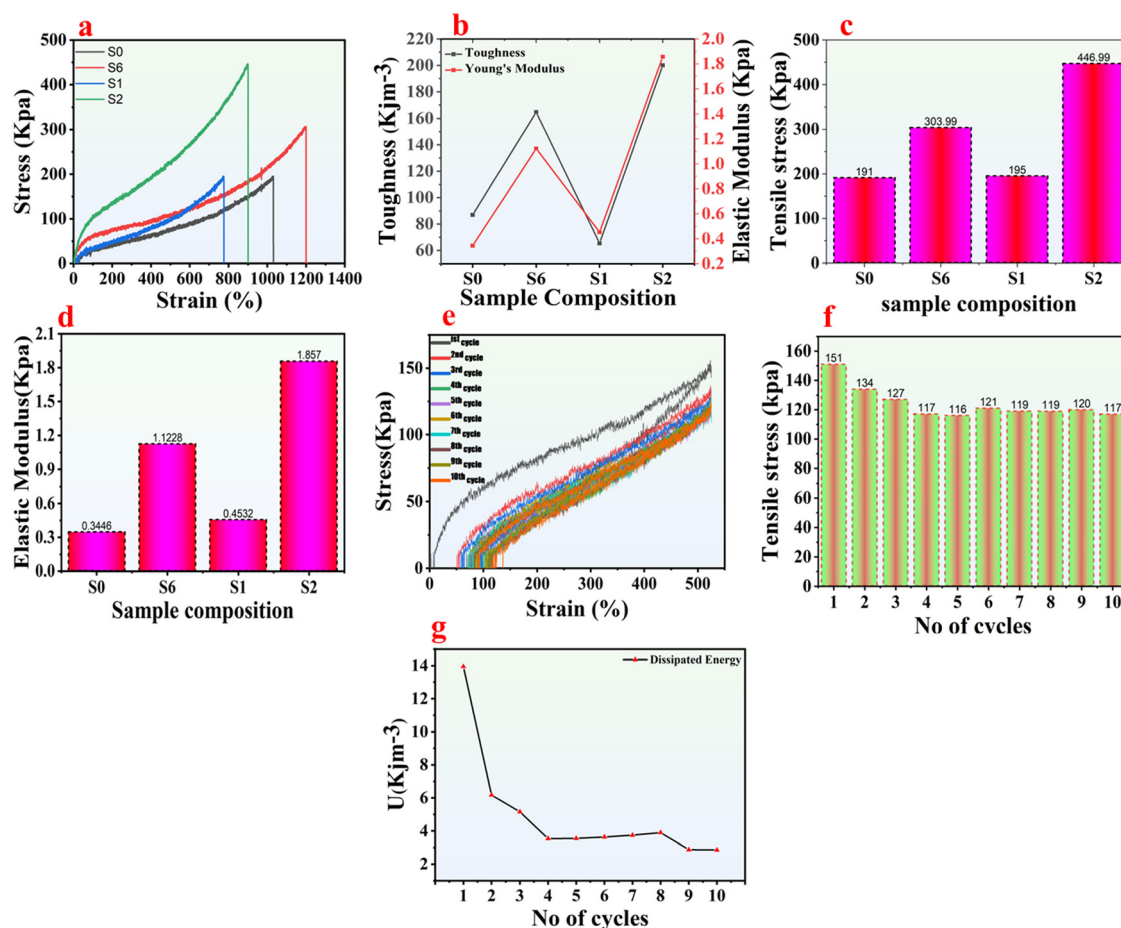 a
500
400
300
200
100
0
Stress (Kpa)
S0
S6
S1
S2
0 200 400 600 800 1000 1200 1400
Strain (%)
b
220
200
180
160
140
120
100
80
60
Toughness (Kjm-3)
Toughness
Young's Modulus
2.0
1.8
1.6
1.4
1.2
1.0
0.8
0.6
0.4
0.2
Elastic Modulus (Kpa)
S0 S6 S1 S2
Sample Composition
c
500
400
300
200
100
0
Tensile stress (Kpa)
191
303.99
195
446.99
S0 S6 S1 S2
sample composition
d
2.1
1.8
1.5
1.2
0.9
0.6
0.3
0.0
Elastic Modulus(Kpa)
0.3446
1.1228
0.4532
1.857
S0 S6 S1 S2
Sample composition
e
150
100
50
0
Stress(Kpa)
1st cycle
2nd cycle
3rd cycle
4th cycle
5th cycle
6th cycle
7th cycle
8th cycle
9th cycle
10th cycle
0 100 200 300 400 500
Strain (%)
f
160
140
120
100
80
60
40
20
0
Tensile stress (kpa)
151
134
127
117
116
121
119
119
120
117
1 2 3 4 5 6 7 8 9 10
No of cycles
g
14
12
10
8
6
4
2
U(Kjm-3)
Dissipated Energy
1 2 3 4 5 6 7 8 9 10
No of cycles